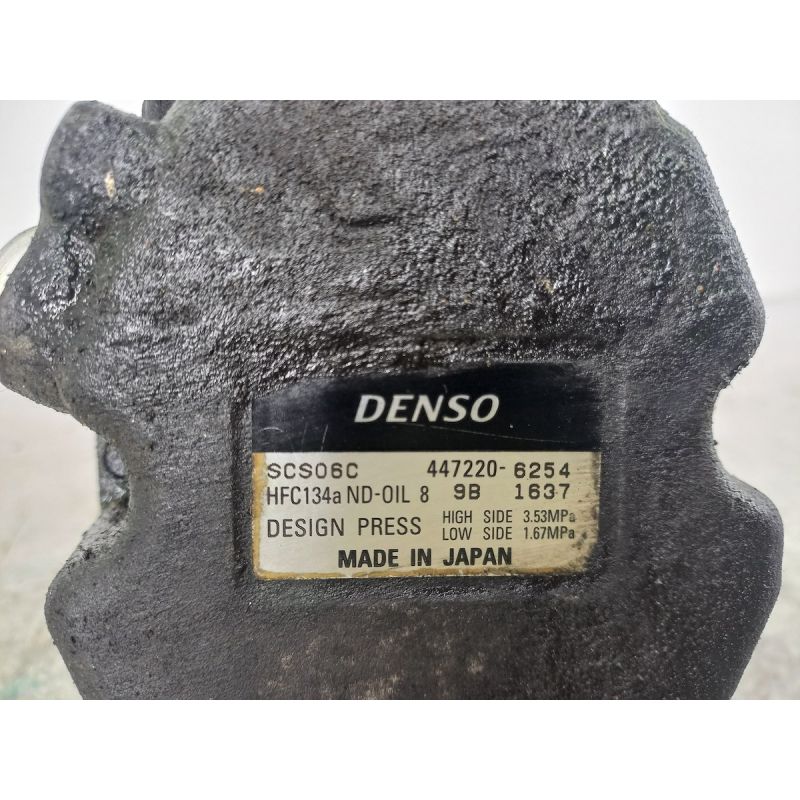 DENSO
SCS06C 447220-6254
HFC134a ND-OIL 8 9B 1637
DESIGN PRESS HIGH SIDE 3.53MPa
LOW SIDE 1.67MPa
MADE IN JAPAN